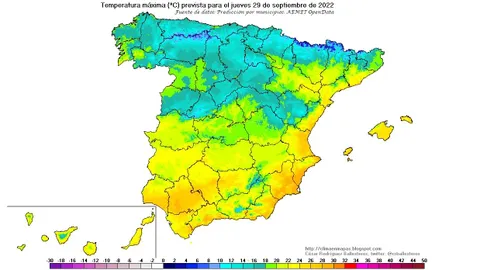 Temperatura máxima (ºC) prevista para el jueves 29 de septiembre de 2022
Fuente de datos: Predicción por municipios. AEMET OpenData
http://climaenmapas.blogspot.com
César Rodríguez Ballesteros, twitter: @crballesteros
-30 -18 -16 -14 -12 -10 -8 -6 -4 -2 0 2 4 6 8 10 12 14 16 18 20 22 24 26 28 30 32 34 36 38 40 42 44 50